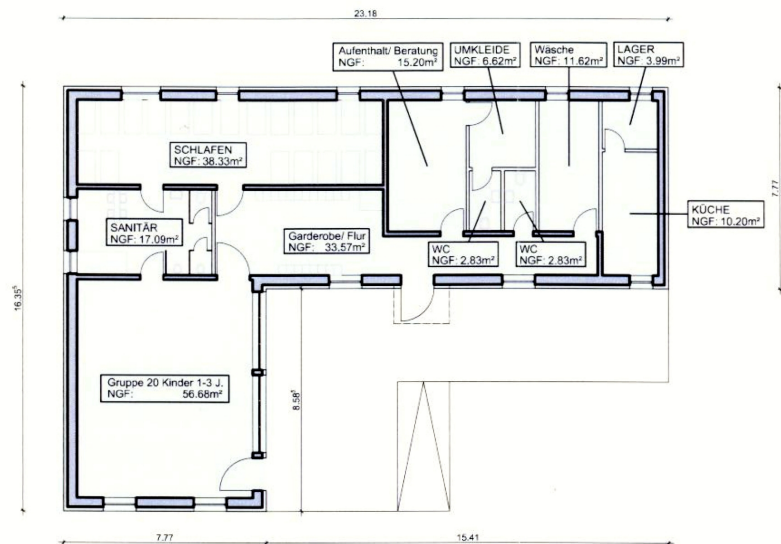 23.18
Aufenthalt/ Beratung
NGF: 15.20m²
UMKLEIDE
NGF: 6.62m²
Wäsche
NGF: 11.62m²
LAGER
NGF: 3.99m²
SCHLAFEN
NGF: 38.33m²
7.77
16.35⁵
SANITÄR
NGF: 17.09m²
Garderobe/ Flur
NGF: 33.57m²
WC
NGF: 2.83m²
WC
NGF: 2.83m²
KÜCHE
NGF: 10.20m²
Gruppe 20 Kinder 1-3 J.
NGF: 56.68m²
8.58⁵
7.77
15.41